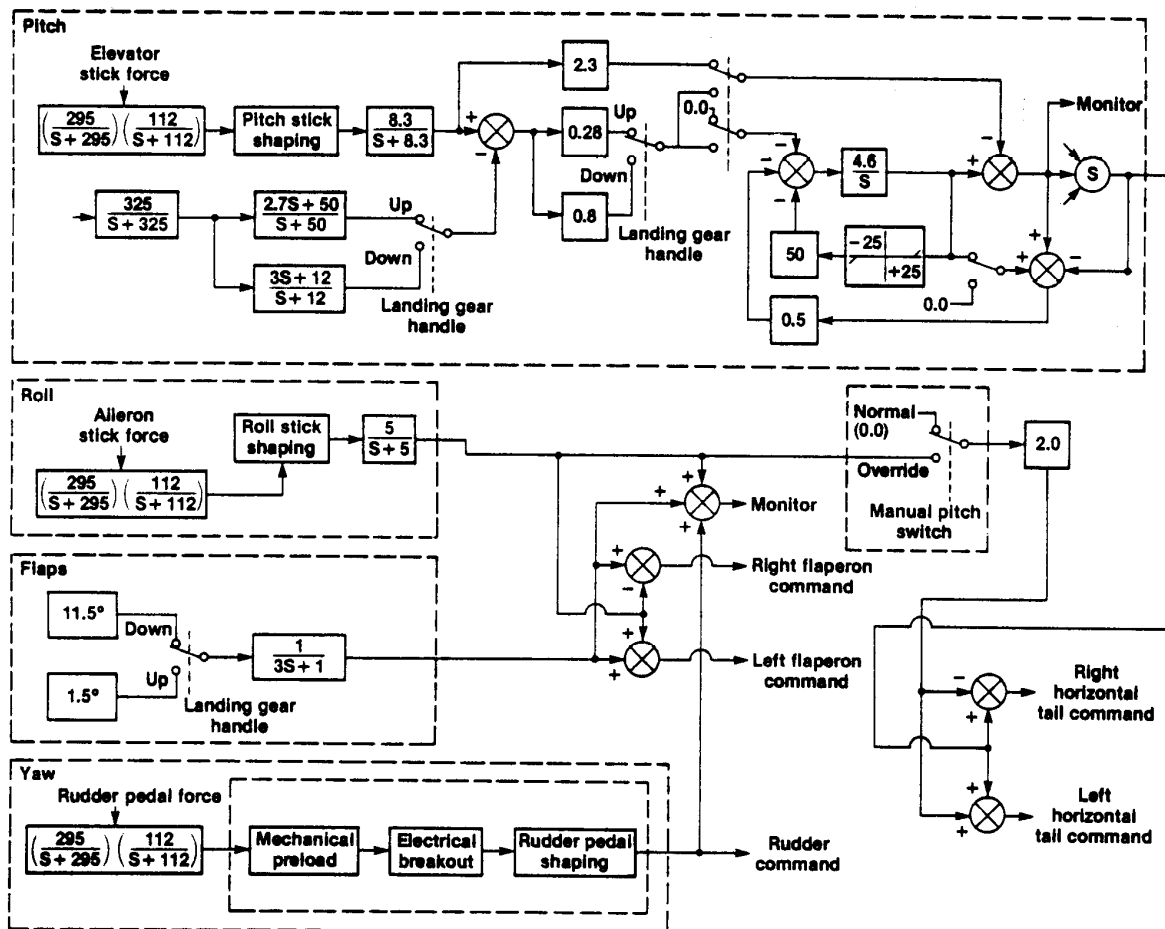 Pitch
Elevator
stick force
(295 / S + 295) (112 / S + 112)
Pitch stick
shaping
8.3 / S + 8.3
+
−
2.3
0.28
0.8
Up
Down
Landing gear
handle
0.0
325 / S + 325
2.7S + 50 / S + 50
3S + 12 / S + 12
Up
Down
Landing gear
handle
−
−
−
4.6 / S
+
−
Monitor
S
50
− 25
+ 25
0.0
+
+
−
0.5
Roll
Aileron
stick force
(295 / S + 295) (112 / S + 112)
Roll stick
shaping
5 / S + 5
Normal
(0.0)
Override
Manual pitch
switch
2.0
+
+
+
Monitor
Flaps
11.5°
Down
1.5°
Up
Landing gear
handle
1 / 3S + 1
+
−
Right flaperon
command
+
+
Left flaperon
command
−
+
Right
horizontal
tail command
+
+
Left
horizontal
tail command
Yaw
Rudder pedal force
(295 / S + 295) (112 / S + 112)
Mechanical
preload
Electrical
breakout
Rudder pedal
shaping
Rudder
command